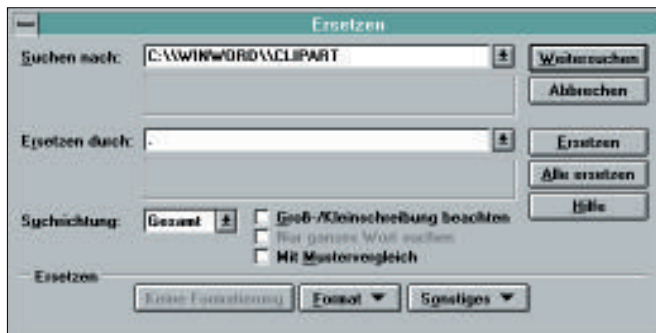 Ersetzen
Suchen nach: C:\\WINWORD\\CLIPART Weitersuchen
Abbrechen
Ersetzen durch: . Ersetzen
Alle ersetzen
Hilfe
Suchrichtung: Gesamt Groß-/Kleinschreibung beachten
Nur ganzes Wort suchen
Mit Mustervergleich
Ersetzen
Keine Formatierung Format Sonstiges